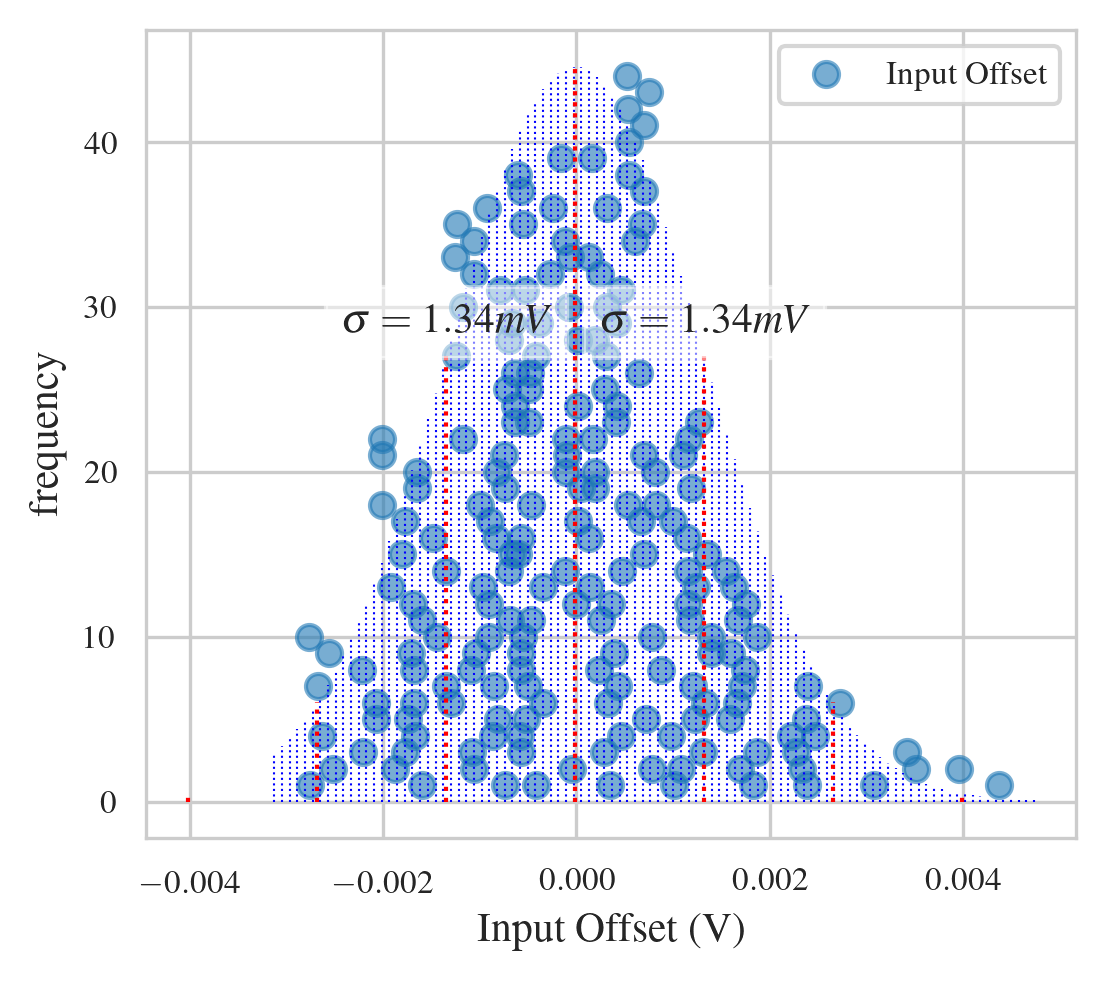 Input Offset
40
30
σ = 1.34mV σ = 1.34mV
20
10
0
frequency
−0.004 −0.002 0.000 0.002 0.004
Input Offset (V)